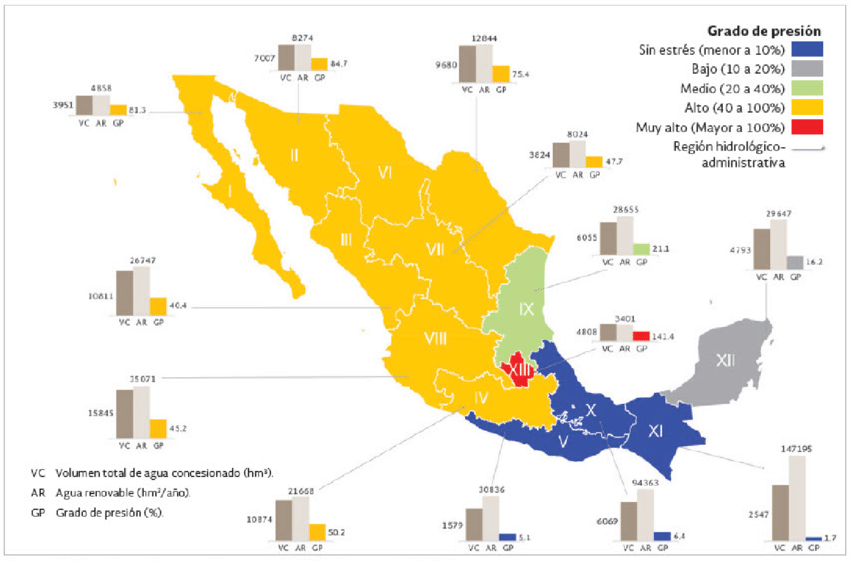 Grado de presión
Sin estrés (menor a 10%)
Bajo (10 a 20%)
Medio (20 a 40%)
Alto (40 a 100%)
Muy alto (Mayor a 100%)
Región hidrológico-
administrativa
8274
7007
84.7
VC AR GP
12844
9680
75.4
VC AR GP
4858
3951
81.3
VC AR GP
8024
3824
47.7
VC AR GP
28655
6055
21.1
VC AR GP
29647
4793
16.2
VC AR GP
26747
10811
40.4
VC AR GP
3401
4808
141.4
VC AR GP
35071
15845
45.2
VC AR GP
21668
10874
50.2
VC AR GP
30836
1579
5.1
VC AR GP
94363
6069
6.4
VC AR GP
147195
2547
1.7
VC AR GP
I
II
III
IV
V
VI
VII
VIII
IX
X
XI
XII
XIII
VC Volumen total de agua concesionado (hm³).
AR Agua renovable (hm³/año).
GP Grado de presión (%).